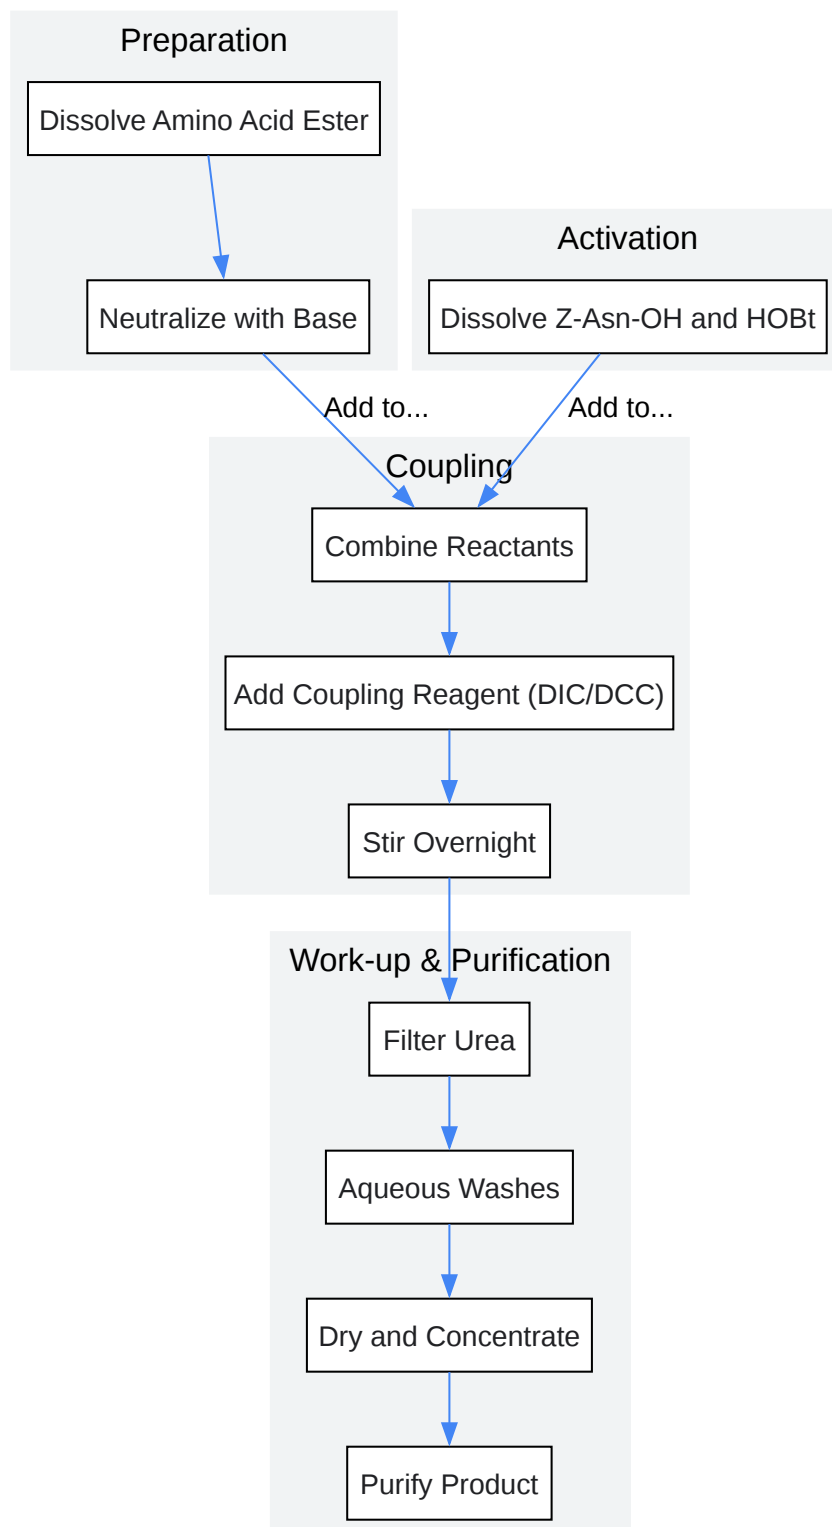 Preparation
Dissolve Amino Acid Ester
Neutralize with Base
Activation
Dissolve Z-Asn-OH and HOBt
Add to...
Add to...
Coupling
Combine Reactants
Add Coupling Reagent (DIC/DCC)
Stir Overnight
Work-up & Purification
Filter Urea
Aqueous Washes
Dry and Concentrate
Purify Product